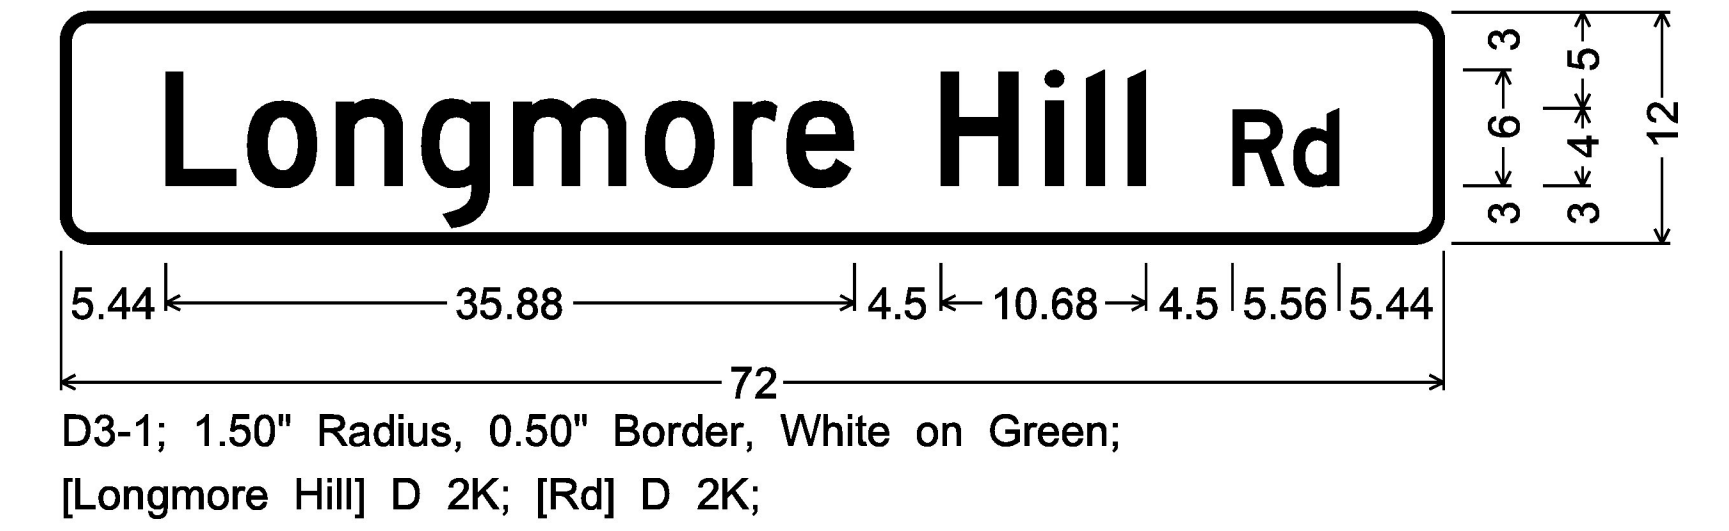 Longmore Hill Rd
3 5
6 4 12
3 3
5.44 35.88 4.5 10.68 4.5 5.56 5.44
72
D3-1; 1.50" Radius, 0.50" Border, White on Green;
[Longmore Hill] D 2K; [Rd] D 2K;